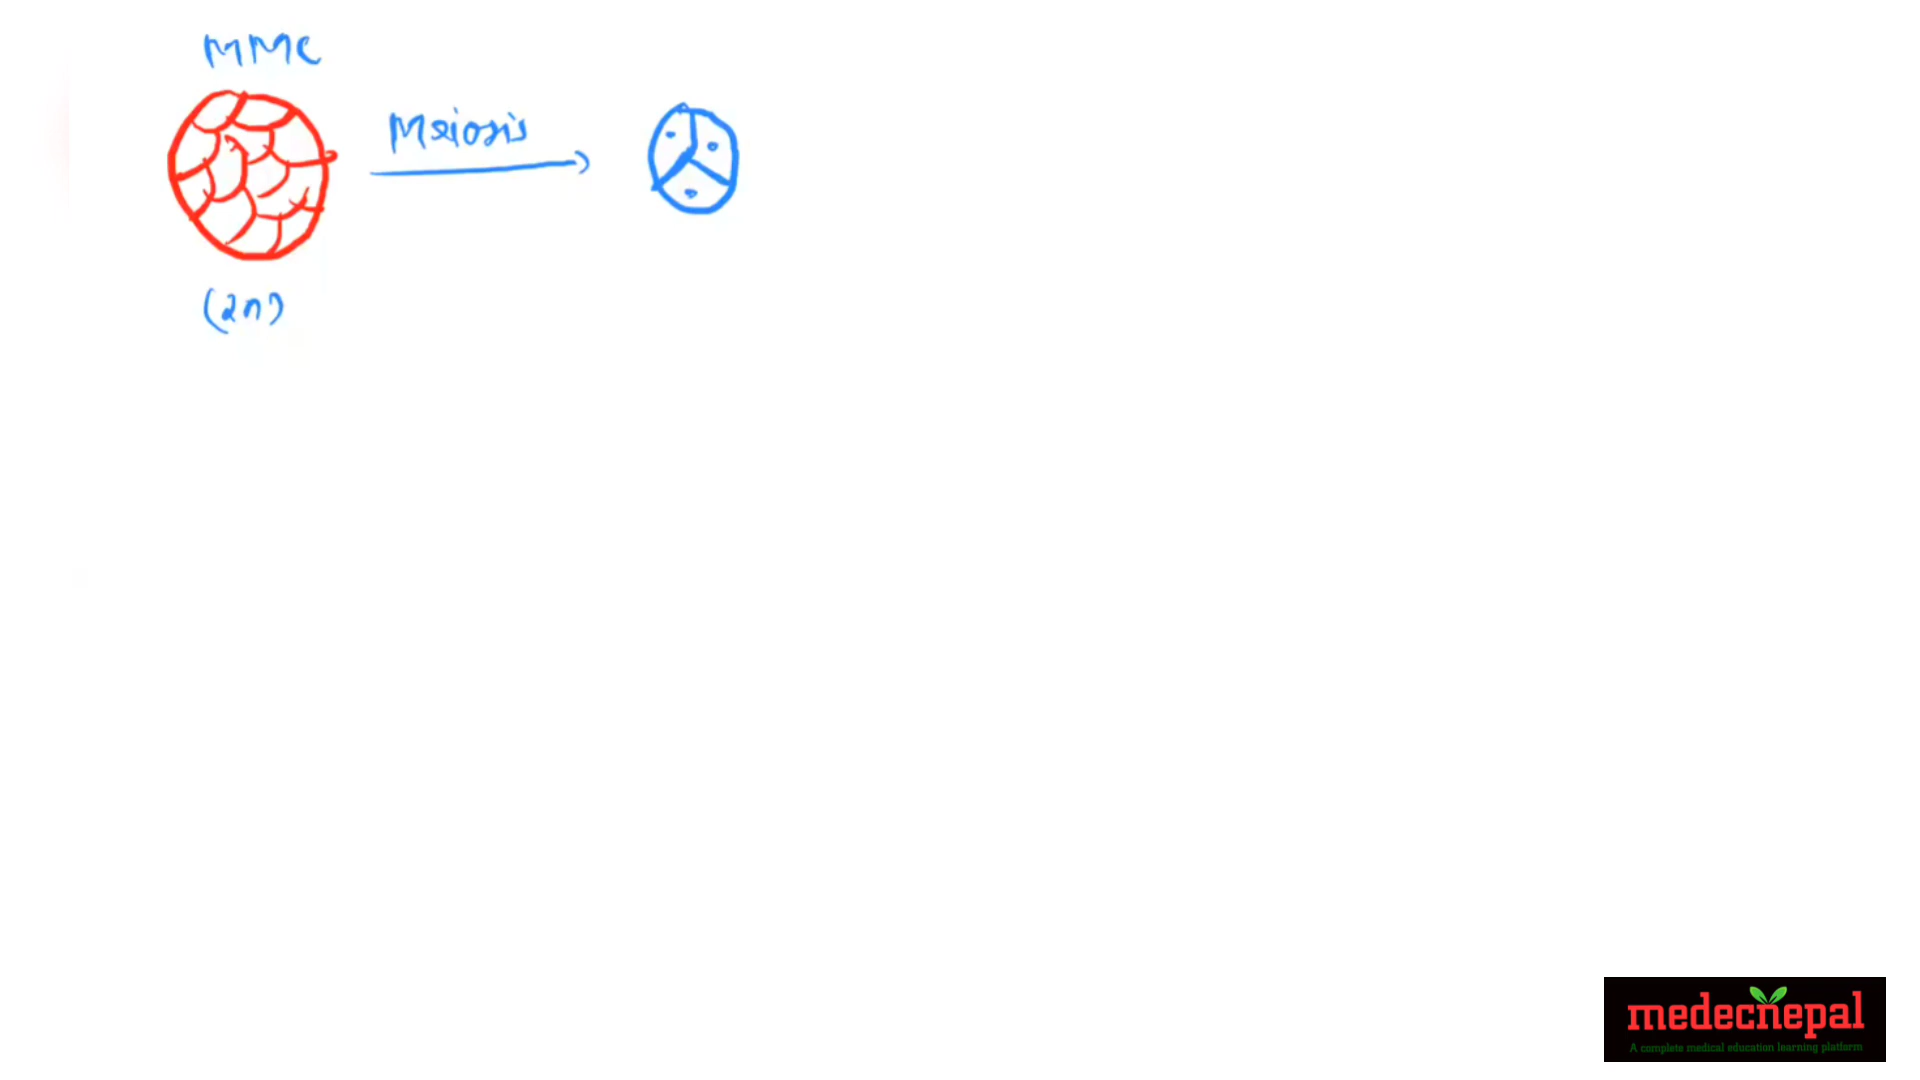 MMC
Meiosis
(2n)
medecnepal
A complete medical education learning platform